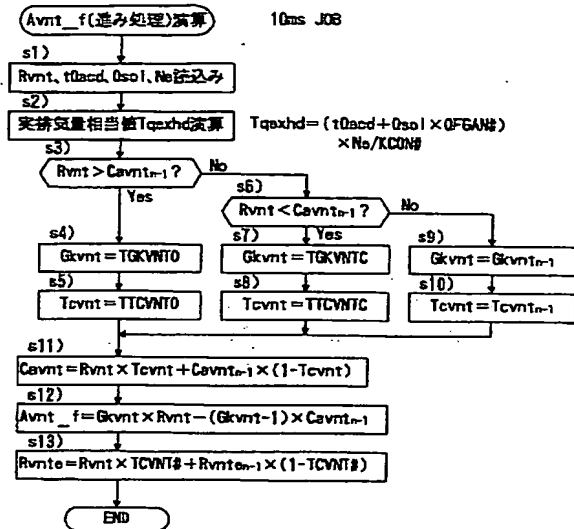 Avnt_f(進み処理)演算
10ms JOB
s1)
Rvnt、tQacd、Qsol、Ne読込み
s2)
実排気量相当値Tqexhd演算
Tqexhd=(tQacd+Qsol×QFGAN#)
×Ne/KCON#
s3)
Rvnt>Cavntn-1?
No
Yes
s6)
Rvnt<Cavntn-1?
No
Yes
s4)
Gkvnt=TGKVNTO
s7)
Gkvnt=TGKVNTC
s9)
Gkvnt=Gkvntn-1
s5)
Tcvnt=TTCVNTO
s8)
Tcvnt=TTCVNTC
s10)
Tcvnt=Tcvntn-1
s11)
Cavnt=Rvnt×Tcvnt+Cavntn-1×(1-Tcvnt)
s12)
Avnt_f=Gkvnt×Rvnt-(Gkvnt-1)×Cavntn-1
s13)
Rvnte=Rvnt×TCVNT#+Rvnten-1×(1-TCVNT#)
END